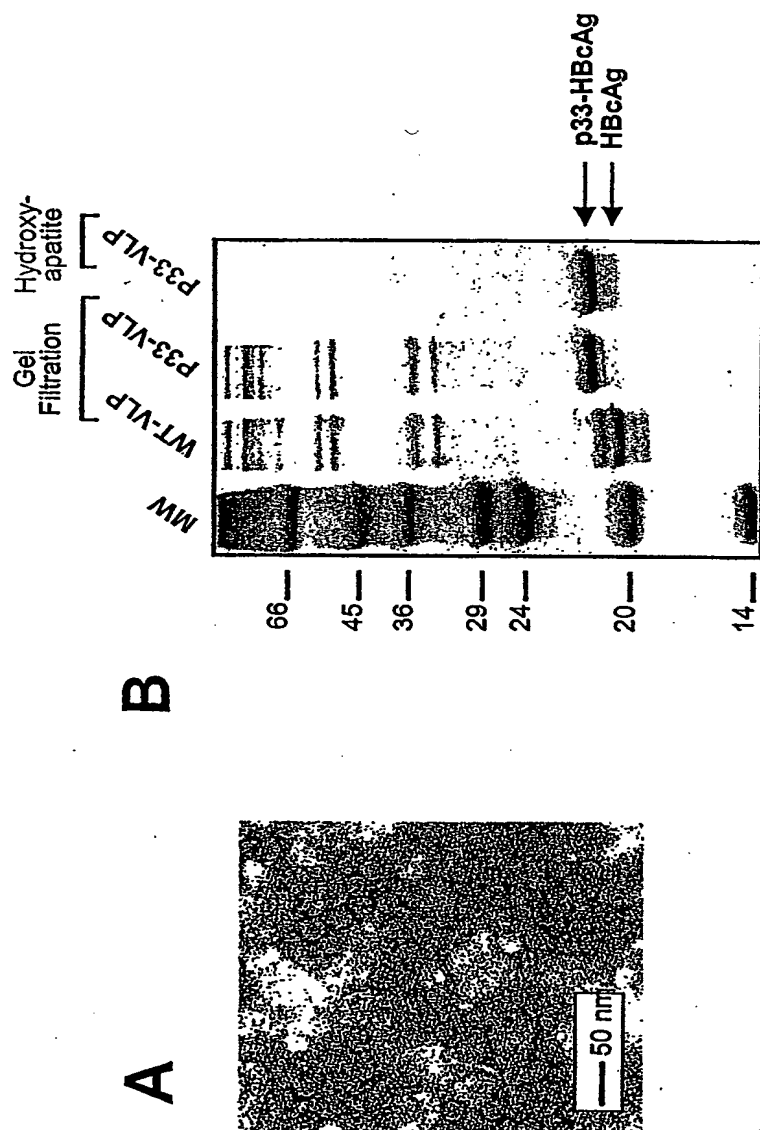 A
50 nm
B
Gel
Filtration
Hydroxy-
apatite
MW
WT-VLP
P33-VLP
P33-VLP
66
45
36
29
24
20
14
p33-HBcAg
HBcAg